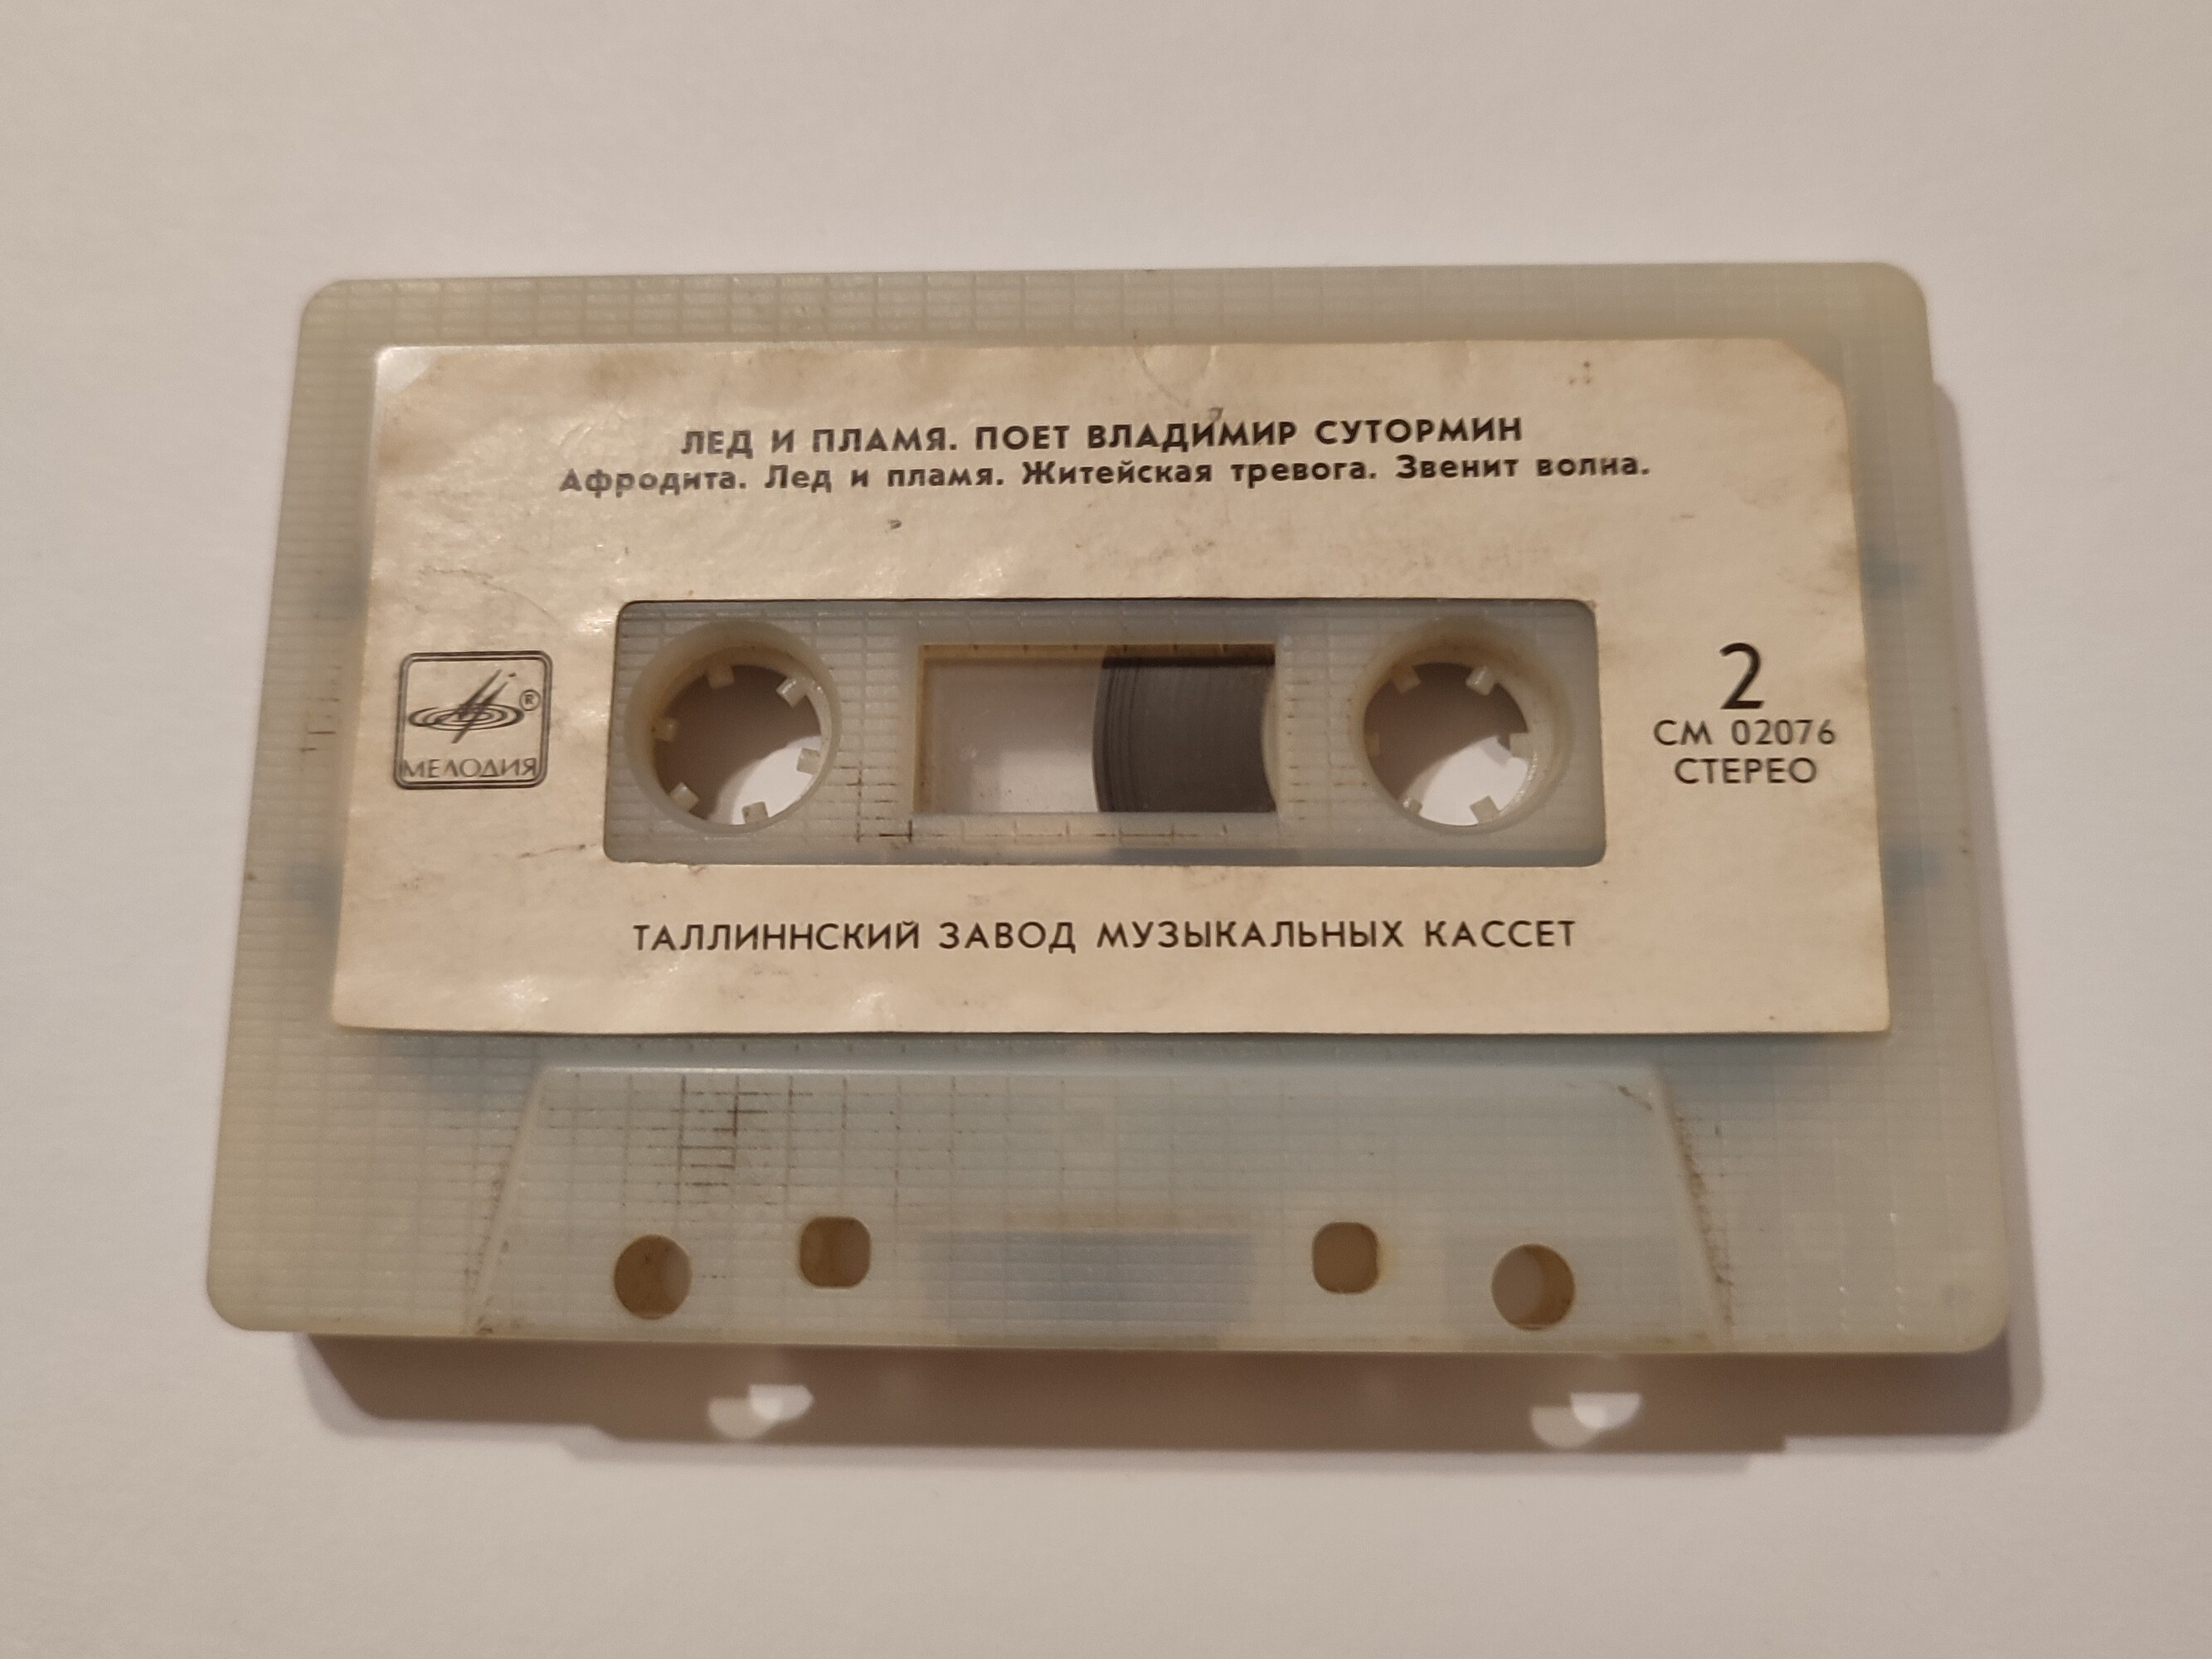 ЛЕД И ПЛАМЯ. ПОЕТ ВЛАДИМИР СУТОРМИН
Афродита. Лед и пламя. Житейская тревога. Звенит волна.
®
МЕЛОДИЯ
2
СМ 02076
СТЕРЕО
ТАЛЛИННСКИЙ ЗАВОД МУЗЫКАЛЬНЫХ КАССЕТ